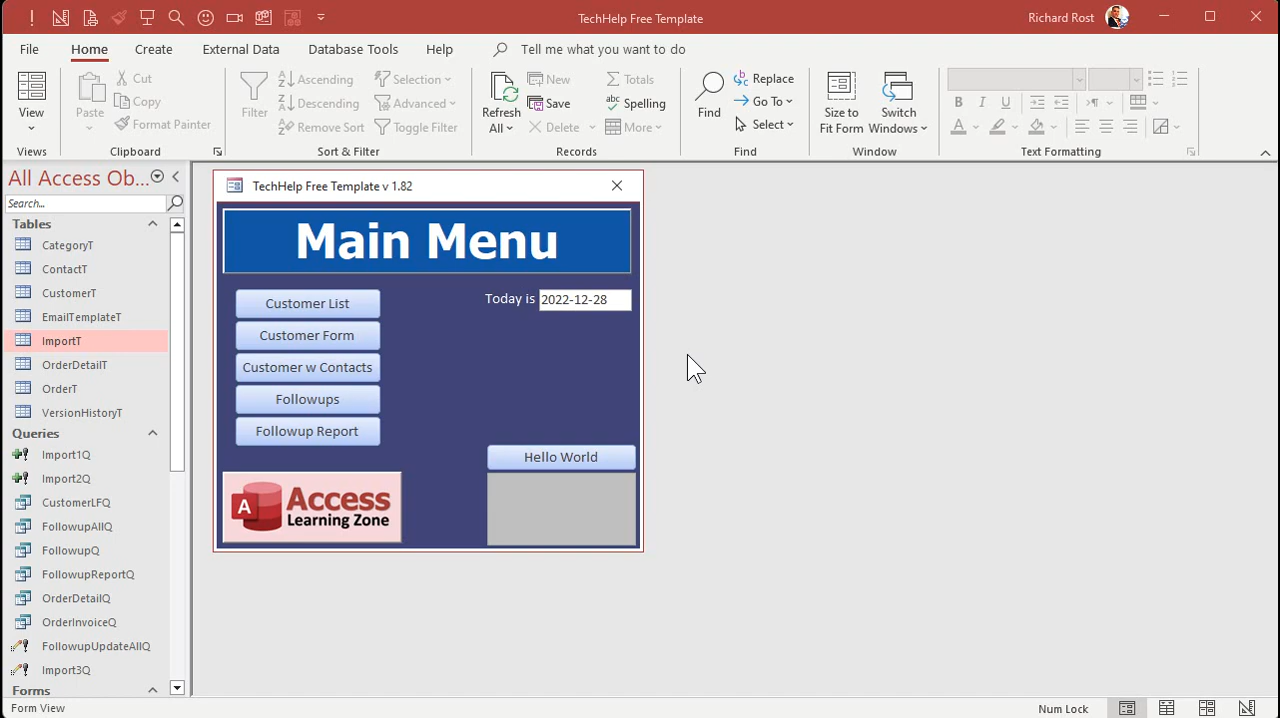 TechHelp Free Template
Richard Rost
File
Home
Create
External Data
Database Tools
Help
Tell me what you want to do
View
Views
Paste
Cut
Copy
Format Painter
Clipboard
Filter
Ascending
Descending
Remove Sort
Selection
Advanced
Toggle Filter
Sort & Filter
Refresh
All
New
Save
Delete
Totals
Spelling
More
Records
Find
Replace
Go To
Select
Find
Size to
Fit Form
Switch
Windows
Window
B I U
A
Text Formatting
All Access Ob...
Search...
Tables
CategoryT
ContactT
CustomerT
EmailTemplateT
ImportT
OrderDetailT
OrderT
VersionHistoryT
Queries
Import1Q
Import2Q
CustomerLFQ
FollowupAllQ
FollowupQ
FollowupReportQ
OrderDetailQ
OrderInvoiceQ
FollowupUpdateAllQ
Import3Q
Forms
TechHelp Free Template v 1.82
Main Menu
Customer List
Customer Form
Customer w Contacts
Followups
Followup Report
Today is 2022-12-28
Hello World
A Access
Learning Zone
Form View
Num Lock